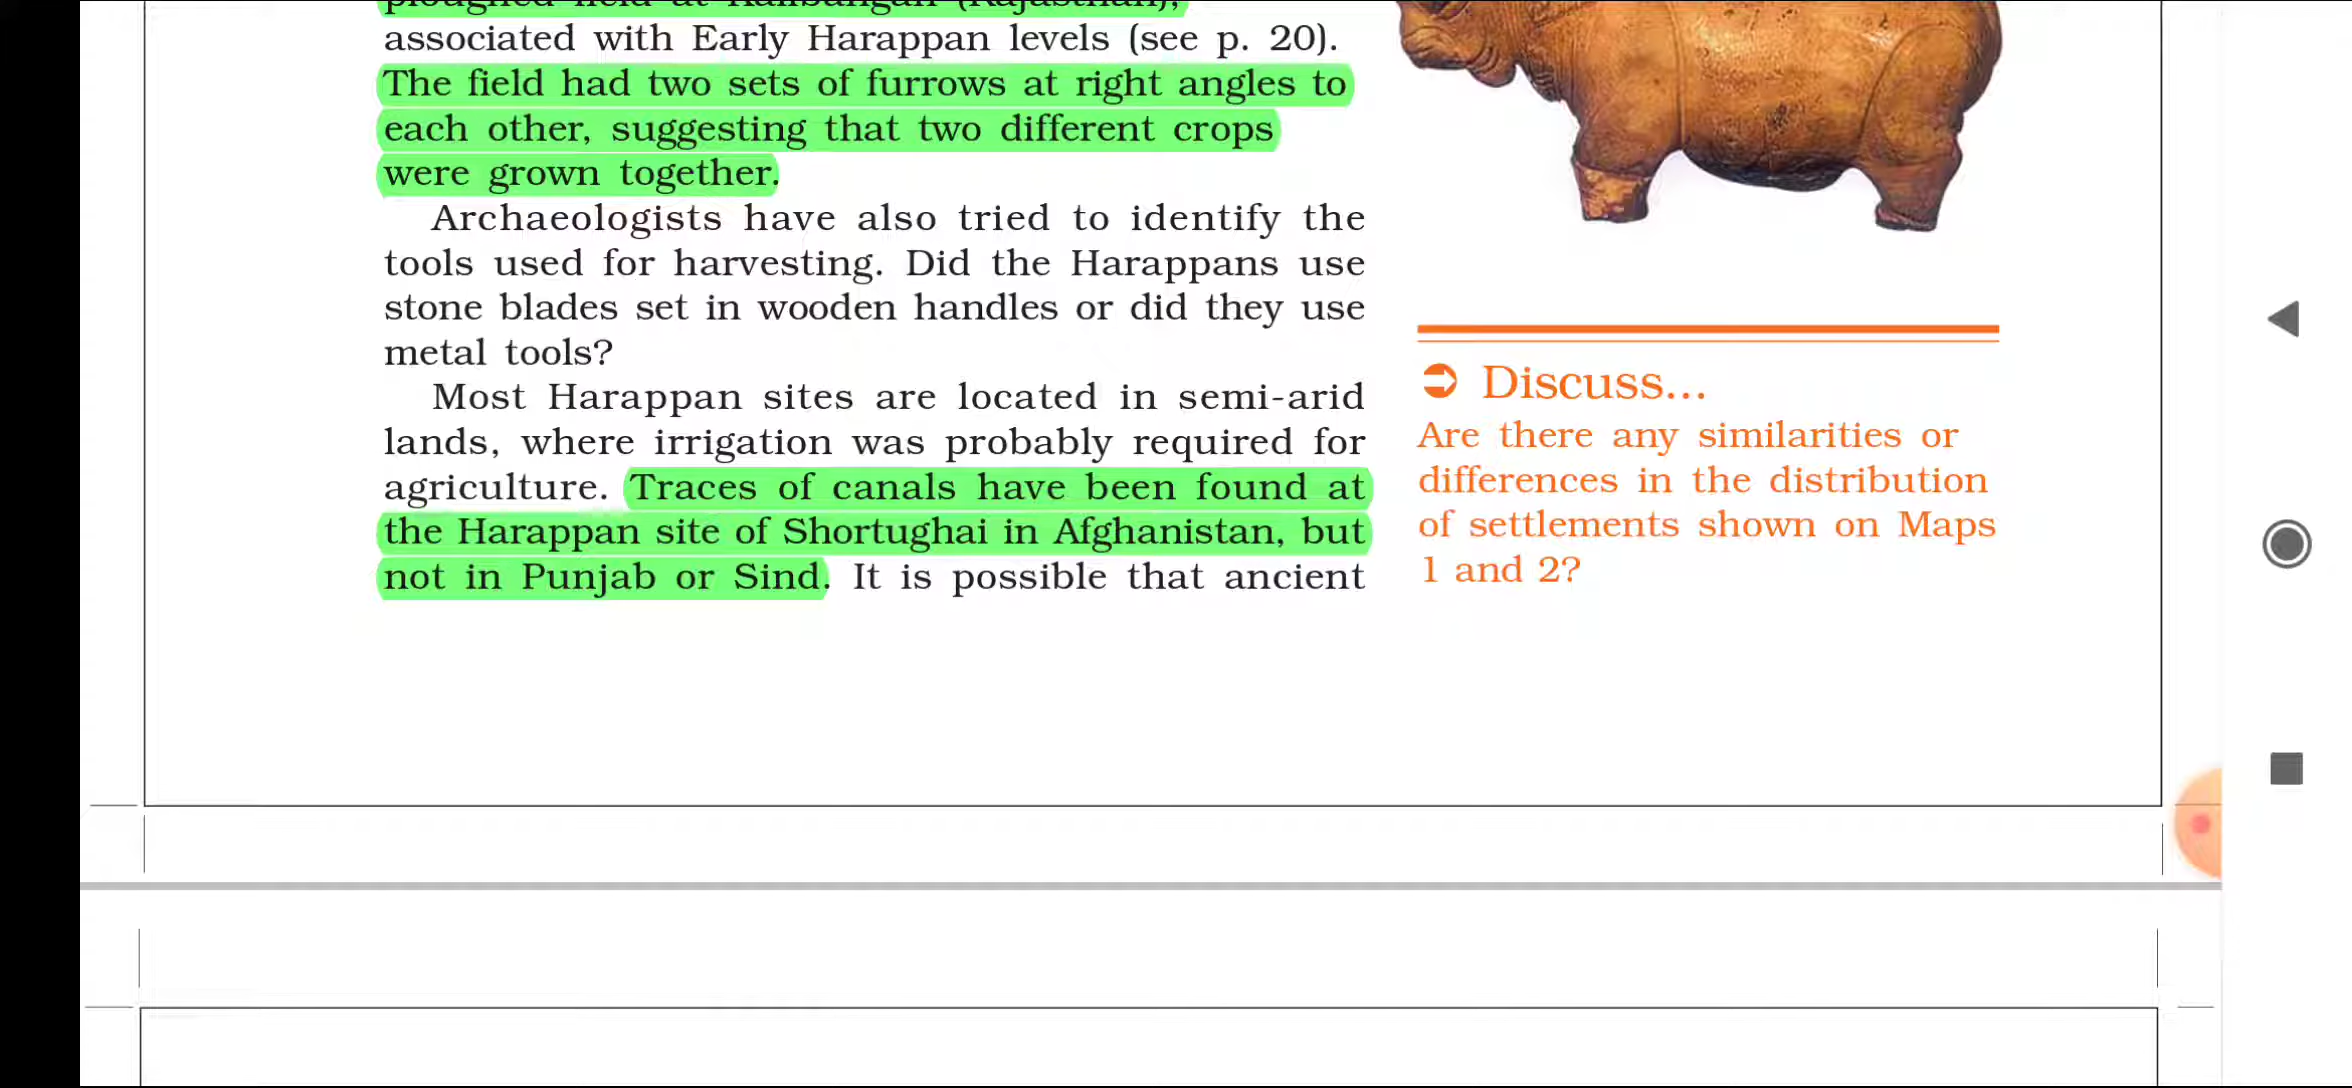 ploughed field at Kalibangan (Rajasthan),
associated with Early Harappan levels (see p. 20).
The field had two sets of furrows at right angles to
each other, suggesting that two different crops
were grown together.
Archaeologists have also tried to identify the
tools used for harvesting. Did the Harappans use
stone blades set in wooden handles or did they use
metal tools?
Most Harappan sites are located in semi-arid
lands, where irrigation was probably required for
agriculture. Traces of canals have been found at
the Harappan site of Shortughai in Afghanistan, but
not in Punjab or Sind. It is possible that ancient
Discuss...
Are there any similarities or
differences in the distribution
of settlements shown on Maps
1 and 2?